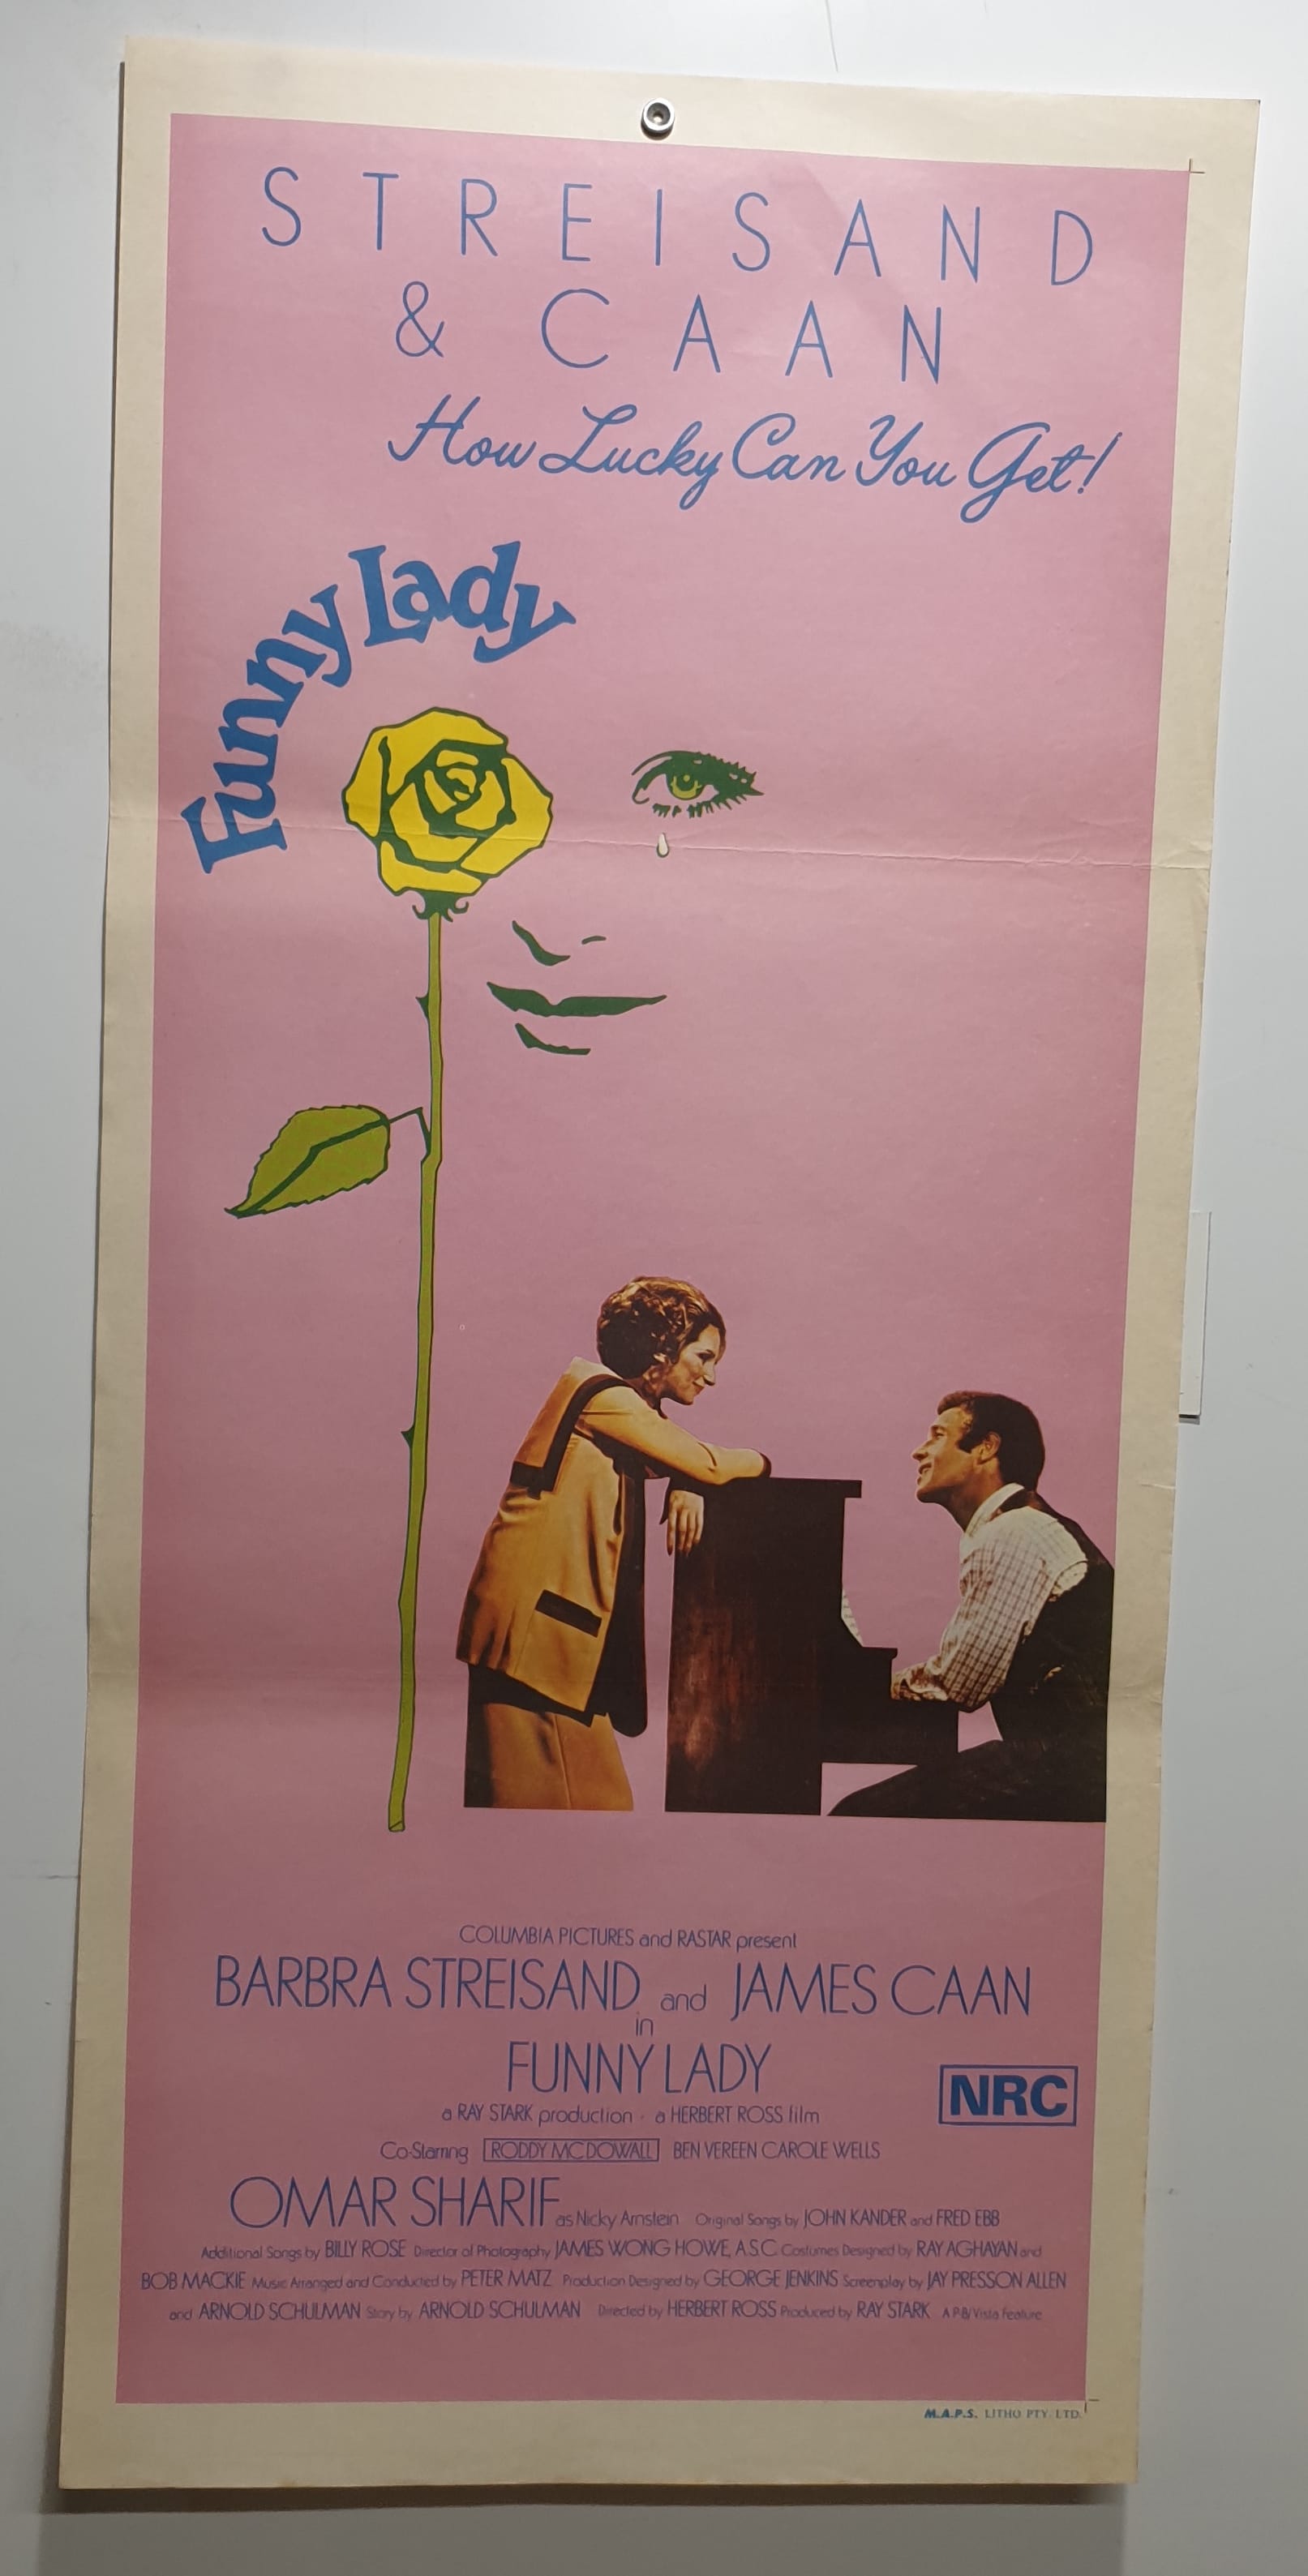 STREISAND
& CAAN
How Lucky Can You Get!
Funny Lady
COLUMBIA PICTURES and RASTAR present
BARBRA STREISAND and JAMES CAAN
in
FUNNY LADY
NRC
a RAY STARK production · a HERBERT ROSS film
Co-Starring RODDY MCDOWALL BEN VEREEN CAROLE WELLS
OMAR SHARIF as Nicky Arnstein Original Songs by JOHN KANDER and FRED EBB
Additional Songs by BILLY ROSE Director of Photography JAMES WONG HOWE, A.S.C. Costumes Designed by RAY AGHAYAN and
BOB MACKIE Music Arranged and Conducted by PETER MATZ Production Designed by GEORGE JENKINS Screenplay by JAY PRESSON ALLEN
and ARNOLD SCHULMAN Story by ARNOLD SCHULMAN Directed by HERBERT ROSS Produced by RAY STARK A PB/Vista Feature
M.A.P.S. LITHO PTY. LTD.